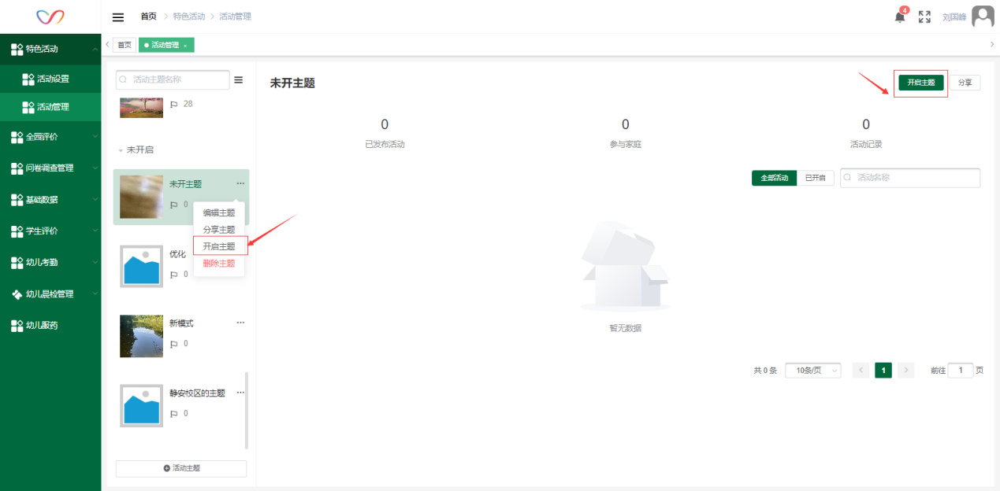 首页 > 特色活动 > 活动管理
4
刘国峰
首页
活动管理 ×
特色活动
活动设置
活动管理
全园评价
问卷调查管理
基础数据
学生评价
幼儿考勤
幼儿晨检管理
幼儿服药
活动主题名称
28
未开启
未开主题
0
编辑主题
分享主题
开启主题
删除主题
优化
0
新模式
0
静安校区的主题
0
活动主题
未开主题
开启主题
分享
0
已发布活动
0
参与家庭
0
活动记录
全部活动
已开启
活动名称
暂无数据
共 0 条
10条/页
1
前往 1 页